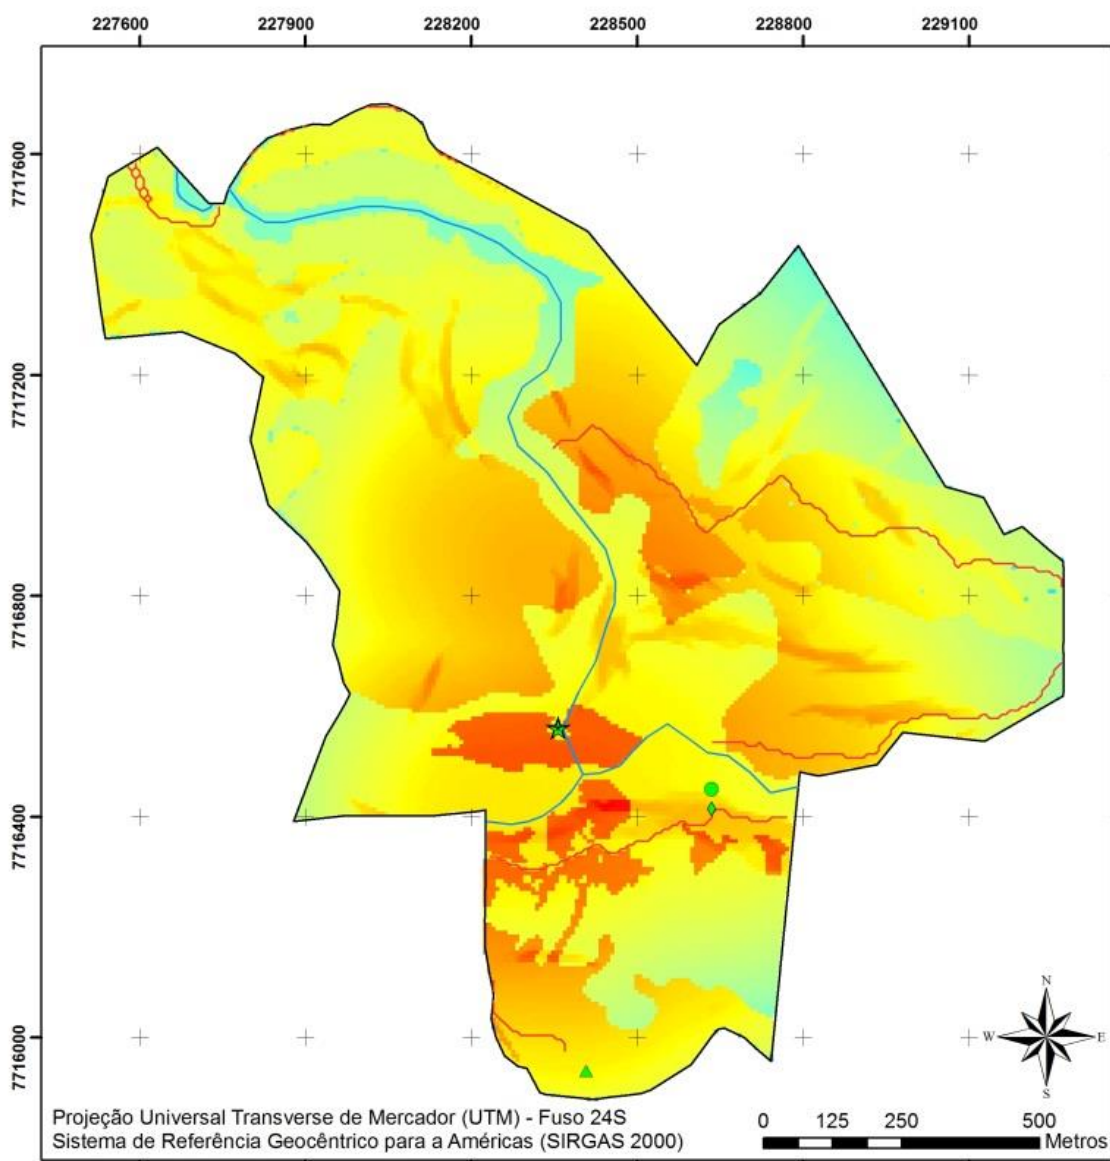 227600 227900 228200 228500 228800 229100
7717600
7717200
7716800
7716400
7716000
N
W E
S
Projeção Universal Transverse de Mercador (UTM) - Fuso 24S
Sistema de Referência Geocêntrico para a Américas (SIRGAS 2000)
0 125 250 500
Metros